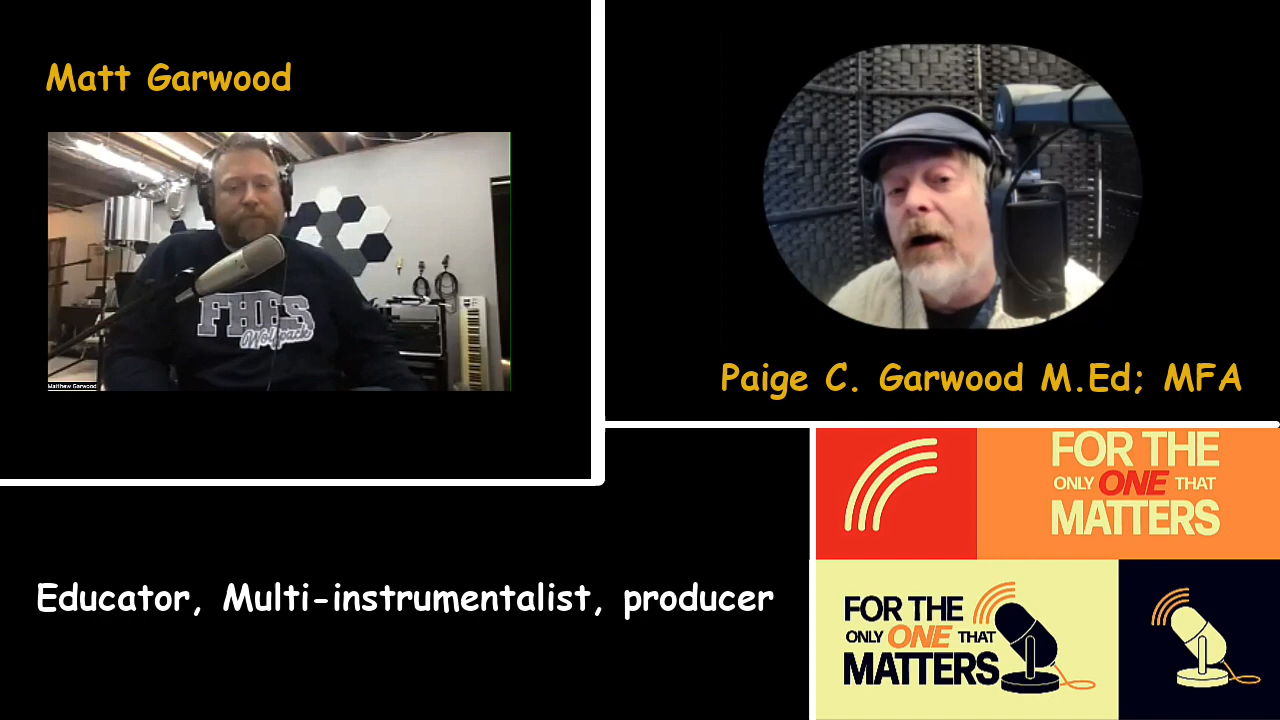 Matt Garwood
FHES
Wolfpack
Matthew Garwood
Paige C. Garwood M.Ed; MFA
Educator, Multi-instrumentalist, producer
FOR THE
ONLY ONE THAT
MATTERS
FOR THE
ONLY ONE THAT
MATTERS